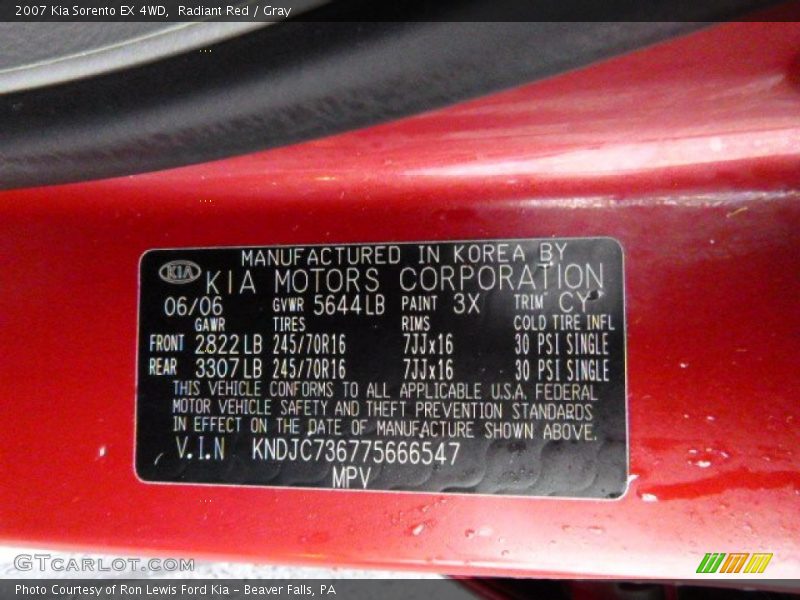 2007 Kia Sorento EX 4WD,  Radiant Red / Gray
MANUFACTURED IN KOREA BY
KIA KIA MOTORS CORPORATION
06/06 GVWR 5644LB PAINT 3X TRIM CY
GAWR TIRES RIMS COLD TIRE INFL
FRONT 2822LB 245/70R16 7JJx16 30 PSI SINGLE
REAR 3307LB 245/70R16 7JJx16 30 PSI SINGLE
THIS VEHICLE CONFORMS TO ALL APPLICABLE U.S.A. FEDERAL
MOTOR VEHICLE SAFETY AND THEFT PREVENTION STANDARDS
IN EFFECT ON THE DATE OF MANUFACTURE SHOWN ABOVE.
V.I.N KNDJC736775666547
MPV
GTCARLOT.COM
Photo Courtesy of Ron Lewis Ford Kia - Beaver Falls, PA